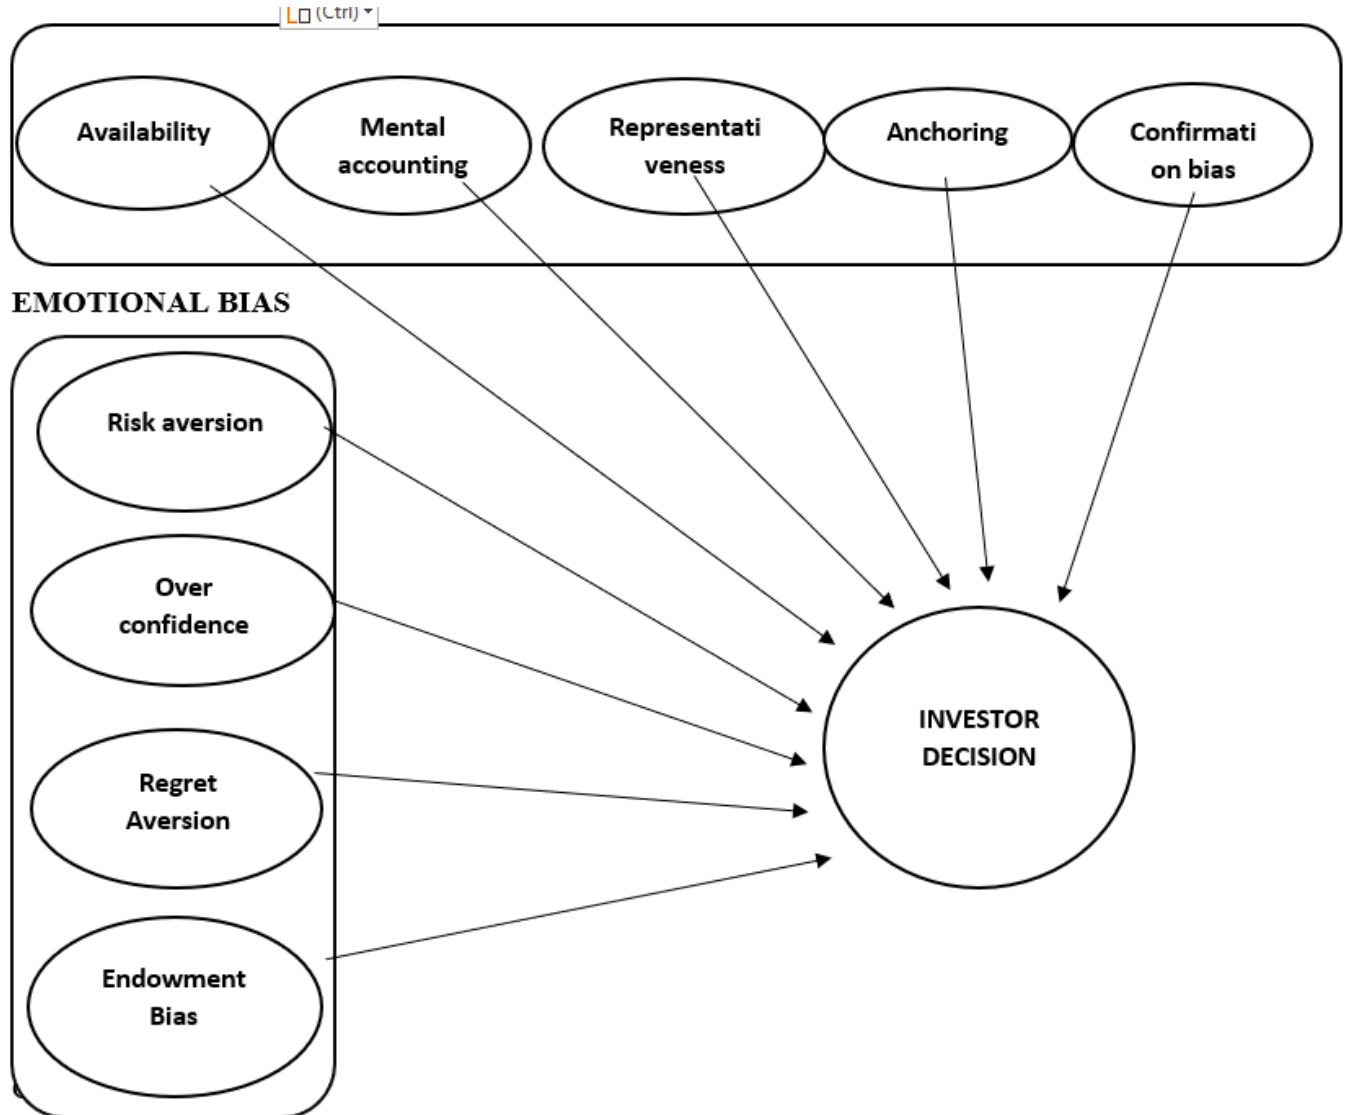 (Ctrl)
Availability
Mental
accounting
Representati
veness
Anchoring
Confirmati
on bias
EMOTIONAL BIAS
Risk aversion
Over
confidence
Regret
Aversion
Endowment
Bias
INVESTOR
DECISION